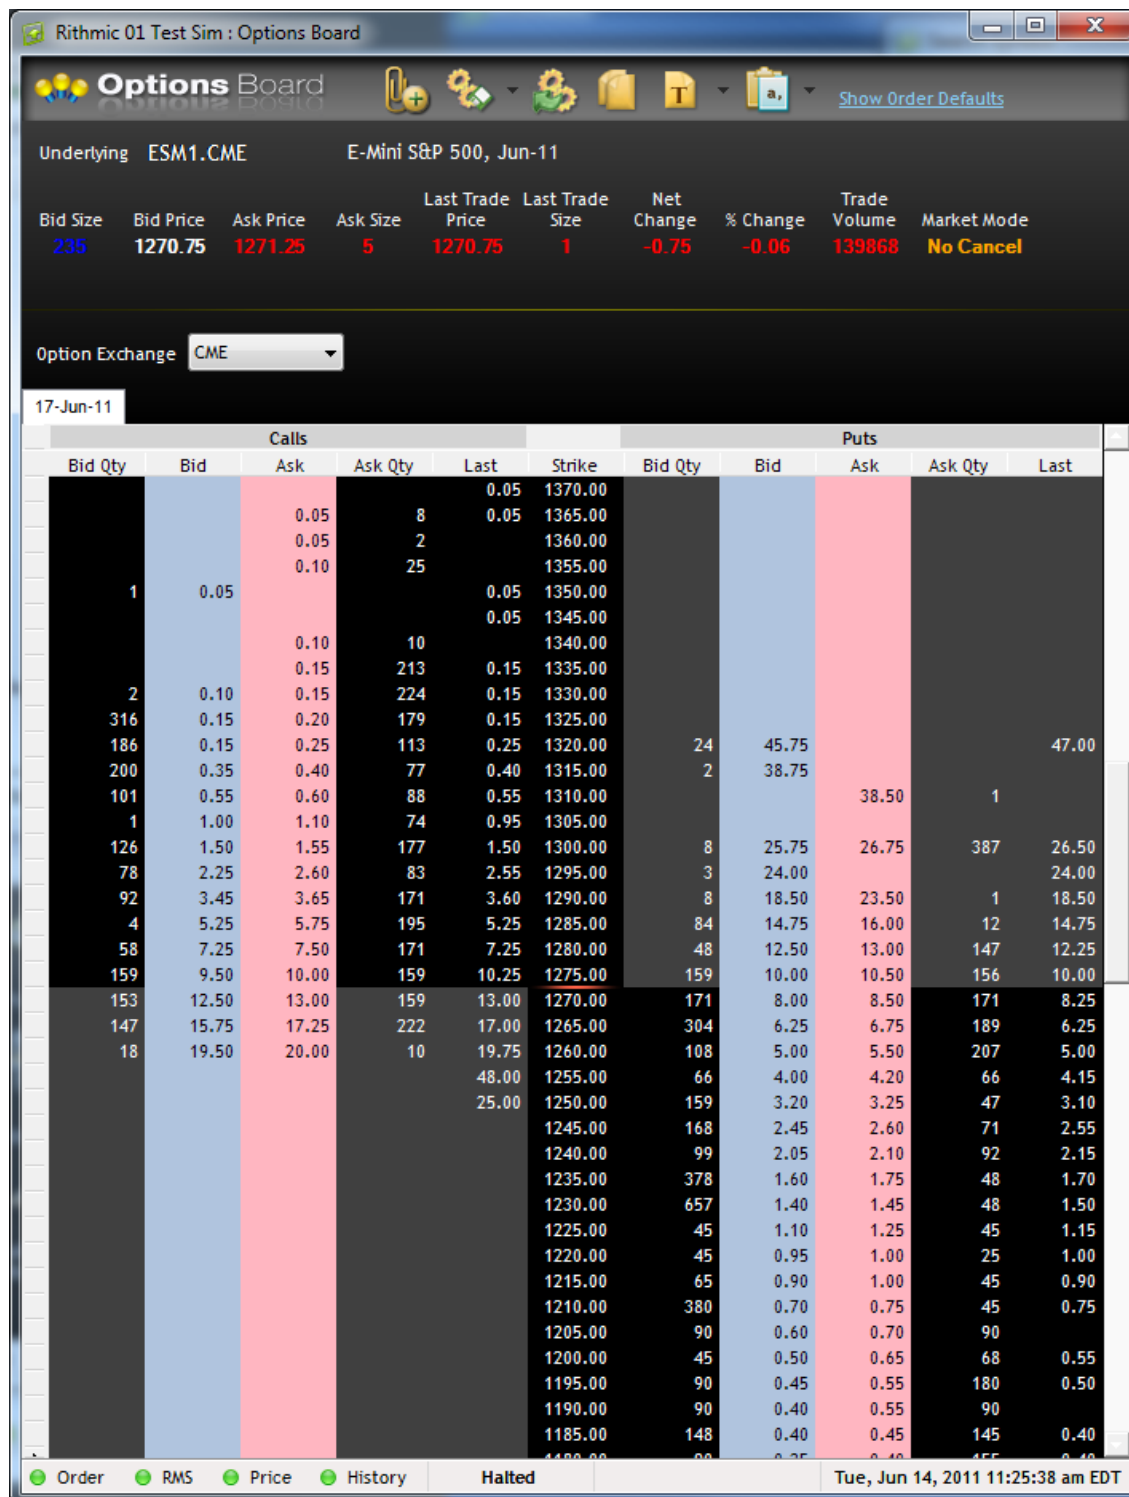 Rithmic 01 Test Sim : Options Board
Options Board
T
a,
Show Order Defaults
Underlying ESM1.CME E-Mini S&P 500, Jun-11
Last Trade Last Trade Net Trade
Bid Size Bid Price Ask Price Ask Size Price Size Change % Change Volume Market Mode
235 1270.75 1271.25 5 1270.75 1 -0.75 -0.06 139868 No Cancel
Option Exchange CME
17-Jun-11
Calls Puts
Bid Qty Bid Ask Ask Qty Last Strike Bid Qty Bid Ask Ask Qty Last
0.05 1370.00
0.05 8 0.05 1365.00
0.05 2 1360.00
0.10 25 1355.00
1 0.05 0.05 1350.00
0.05 1345.00
0.10 10 1340.00
0.15 213 0.15 1335.00
2 0.10 0.15 224 0.15 1330.00
316 0.15 0.20 179 0.15 1325.00
186 0.15 0.25 113 0.25 1320.00 24 45.75 47.00
200 0.35 0.40 77 0.40 1315.00 2 38.75
101 0.55 0.60 88 0.55 1310.00 38.50 1
1 1.00 1.10 74 0.95 1305.00
126 1.50 1.55 177 1.50 1300.00 8 25.75 26.75 387 26.50
78 2.25 2.60 83 2.55 1295.00 3 24.00 24.00
92 3.45 3.65 171 3.60 1290.00 8 18.50 23.50 1 18.50
4 5.25 5.75 195 5.25 1285.00 84 14.75 16.00 12 14.75
58 7.25 7.50 171 7.25 1280.00 48 12.50 13.00 147 12.25
159 9.50 10.00 159 10.25 1275.00 159 10.00 10.50 156 10.00
153 12.50 13.00 159 13.00 1270.00 171 8.00 8.50 171 8.25
147 15.75 17.25 222 17.00 1265.00 304 6.25 6.75 189 6.25
18 19.50 20.00 10 19.75 1260.00 108 5.00 5.50 207 5.00
48.00 1255.00 66 4.00 4.20 66 4.15
25.00 1250.00 159 3.20 3.25 47 3.10
1245.00 168 2.45 2.60 71 2.55
1240.00 99 2.05 2.10 92 2.15
1235.00 378 1.60 1.75 48 1.70
1230.00 657 1.40 1.45 48 1.50
1225.00 45 1.10 1.25 45 1.15
1220.00 45 0.95 1.00 25 1.00
1215.00 65 0.90 1.00 45 0.90
1210.00 380 0.70 0.75 45 0.75
1205.00 90 0.60 0.70 90
1200.00 45 0.50 0.65 68 0.55
1195.00 90 0.45 0.55 180 0.50
1190.00 90 0.40 0.55 90
1185.00 148 0.40 0.45 145 0.40
Order RMS Price History Halted Tue, Jun 14, 2011 11:25:38 am EDT